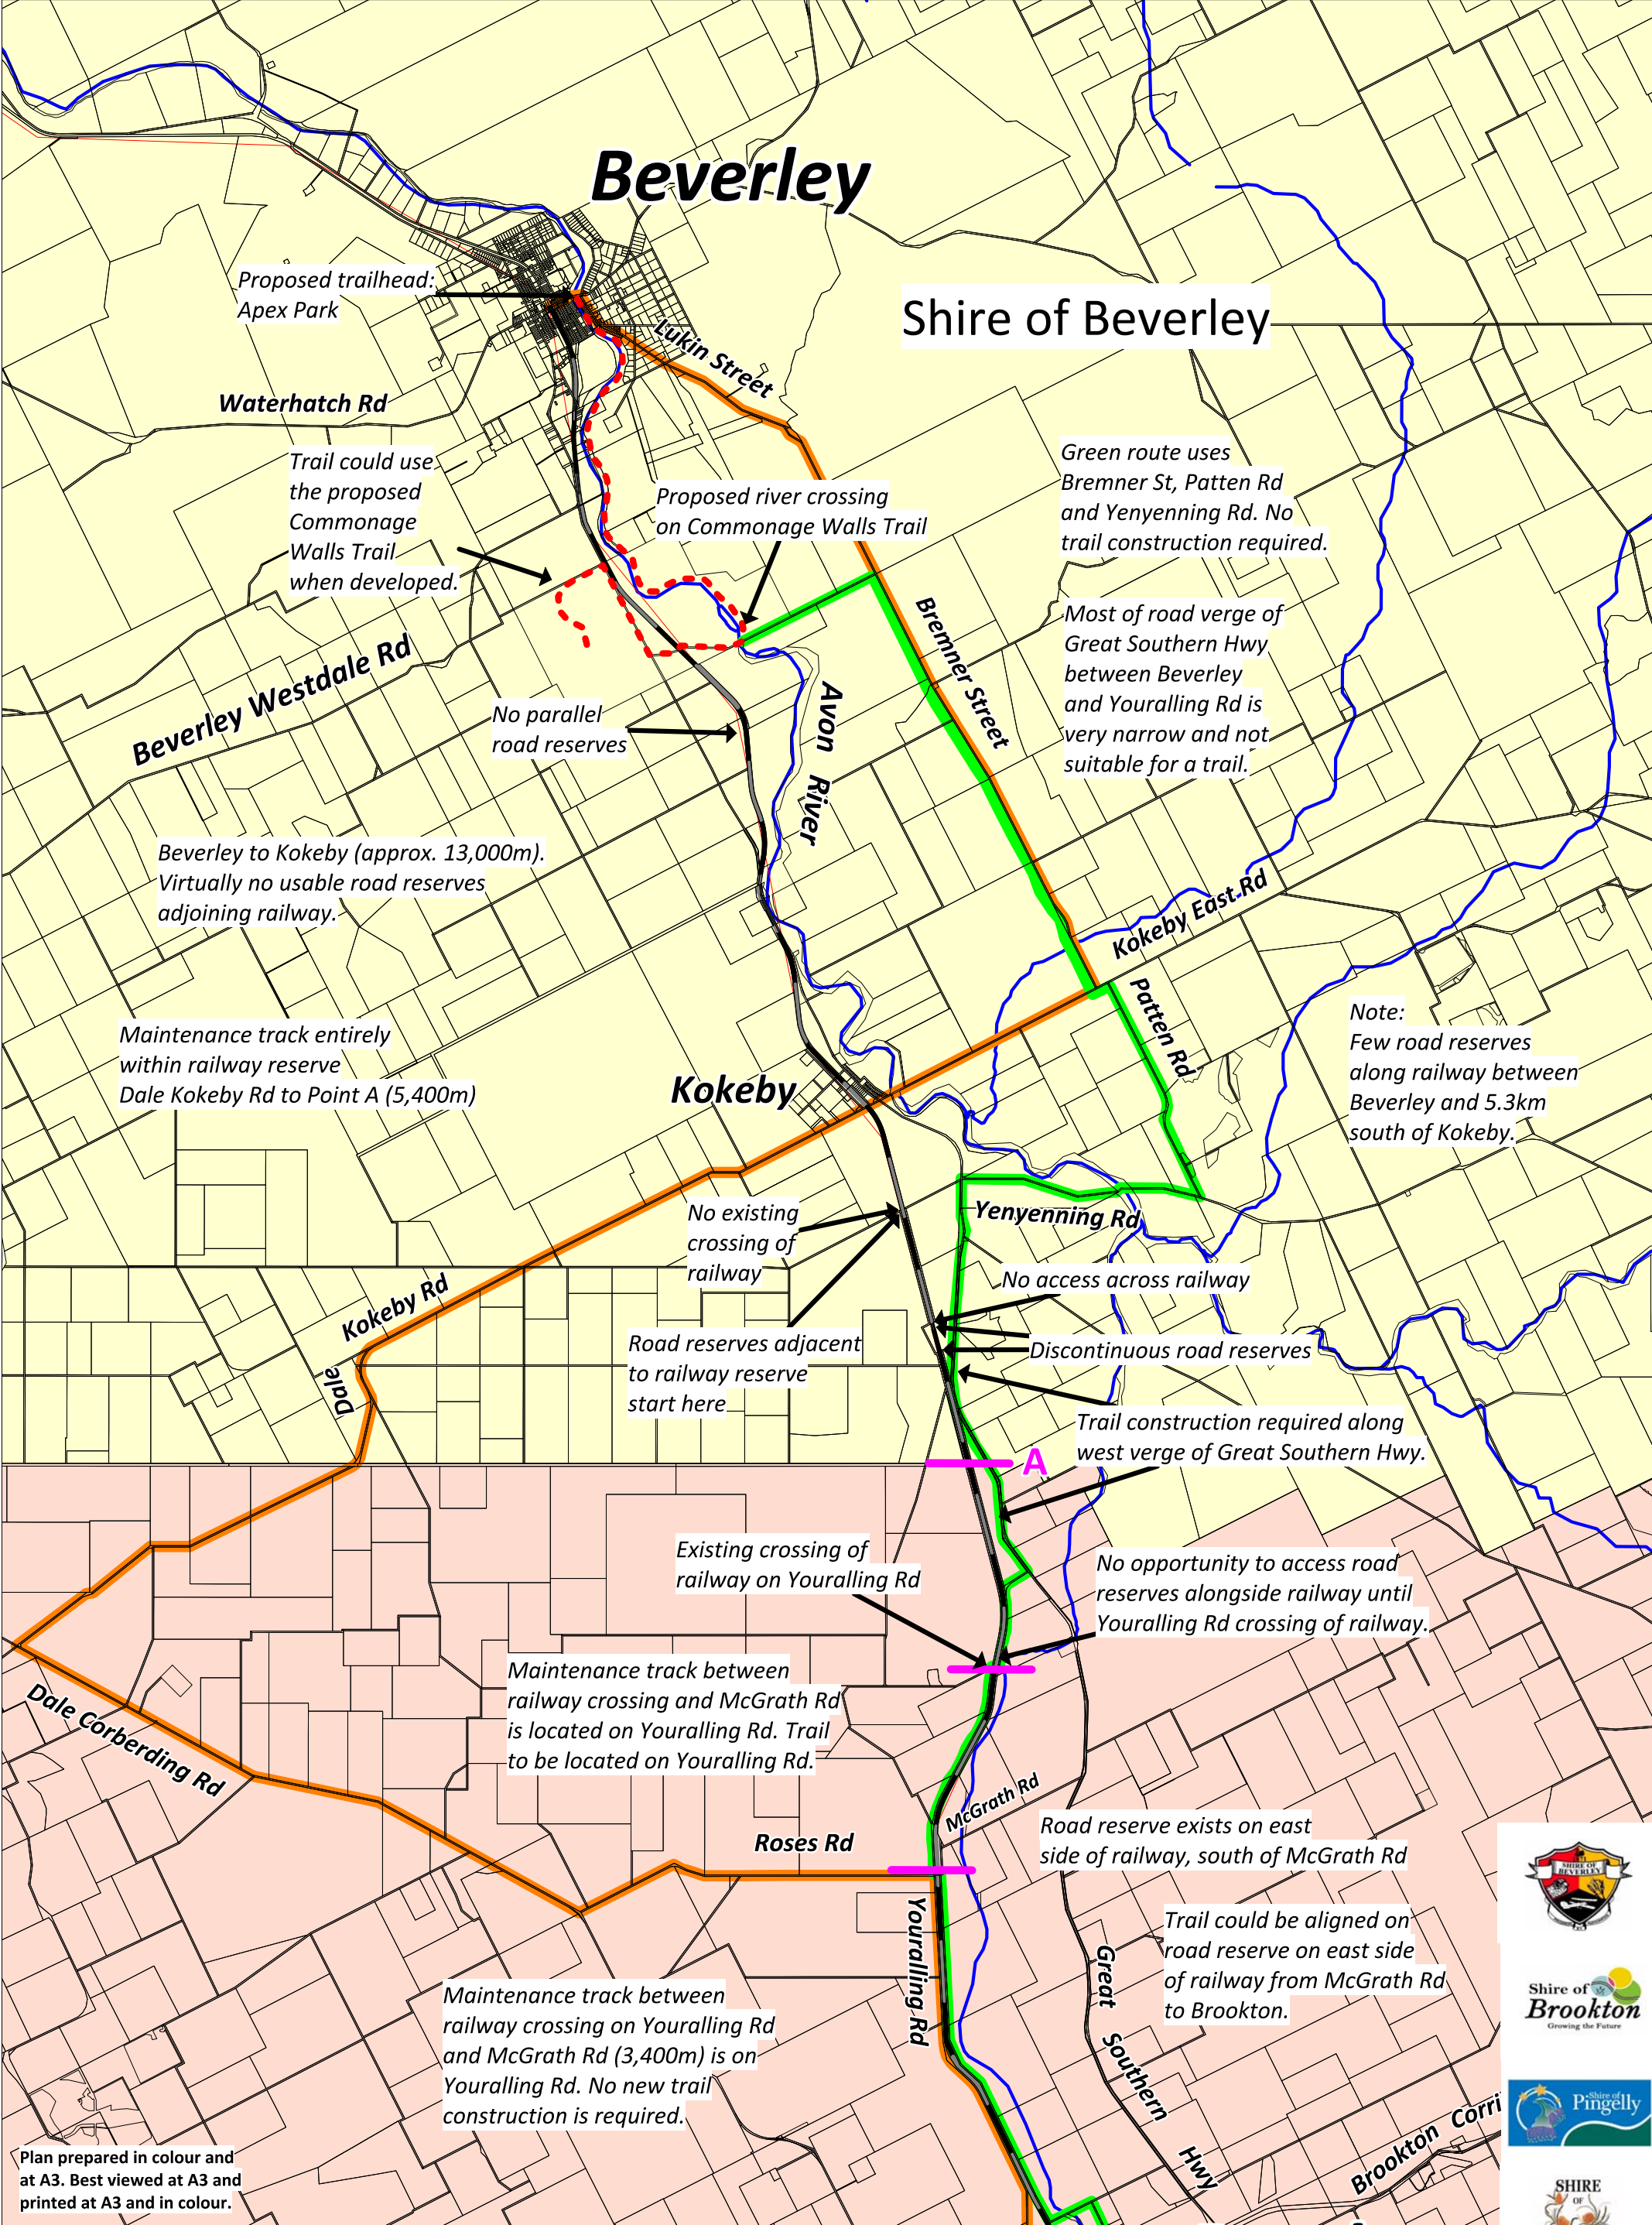 Beverley
Proposed trailhead:
Apex Park
Shire of Beverley
Lukin Street
Waterhatch Rd
Trail could use
the proposed
Commonage
Walls Trail
when developed.
Proposed river crossing
on Commonage Walls Trail
Green route uses
Bremner St, Patten Rd
and Yenyenning Rd. No
trail construction required.
Bremner Street
Most of road verge of
Great Southern Hwy
between Beverley
and Youralling Rd is
very narrow and not
suitable for a trail.
Beverley Westdale Rd
No parallel
road reserves
Avon River
Beverley to Kokeby (approx. 13,000m).
Virtually no usable road reserves
adjoining railway.
Kokeby East Rd
Patten Rd
Maintenance track entirely
within railway reserve
Dale Kokeby Rd to Point A (5,400m)
Note:
Few road reserves
along railway between
Beverley and 5.3km
south of Kokeby.
Kokeby
No existing
crossing of
railway
Yenyenning Rd
No access across railway
Dale Kokeby Rd
Road reserves adjacent
to railway reserve
start here
Discontinuous road reserves
Trail construction required along
west verge of Great Southern Hwy.
A
Existing crossing of
railway on Youralling Rd
No opportunity to access road
reserves alongside railway until
Youralling Rd crossing of railway.
Maintenance track between
railway crossing and McGrath Rd
is located on Youralling Rd. Trail
to be located on Youralling Rd.
Dale Corberding Rd
McGrath Rd
Roses Rd
Road reserve exists on east
side of railway, south of McGrath Rd
SHIRE OF
BEVERLEY
Youralling Rd
Trail could be aligned on
road reserve on east side
of railway from McGrath Rd
to Brookton.
Great Southern Hwy
Shire of
Brookton
Growing the Future
Maintenance track between
railway crossing on Youralling Rd
and McGrath Rd (3,400m) is on
Youralling Rd. No new trail
construction is required.
Shire of
Pingelly
Brookton Corri
Plan prepared in colour and
at A3. Best viewed at A3 and
printed at A3 and in colour.
SHIRE
OF